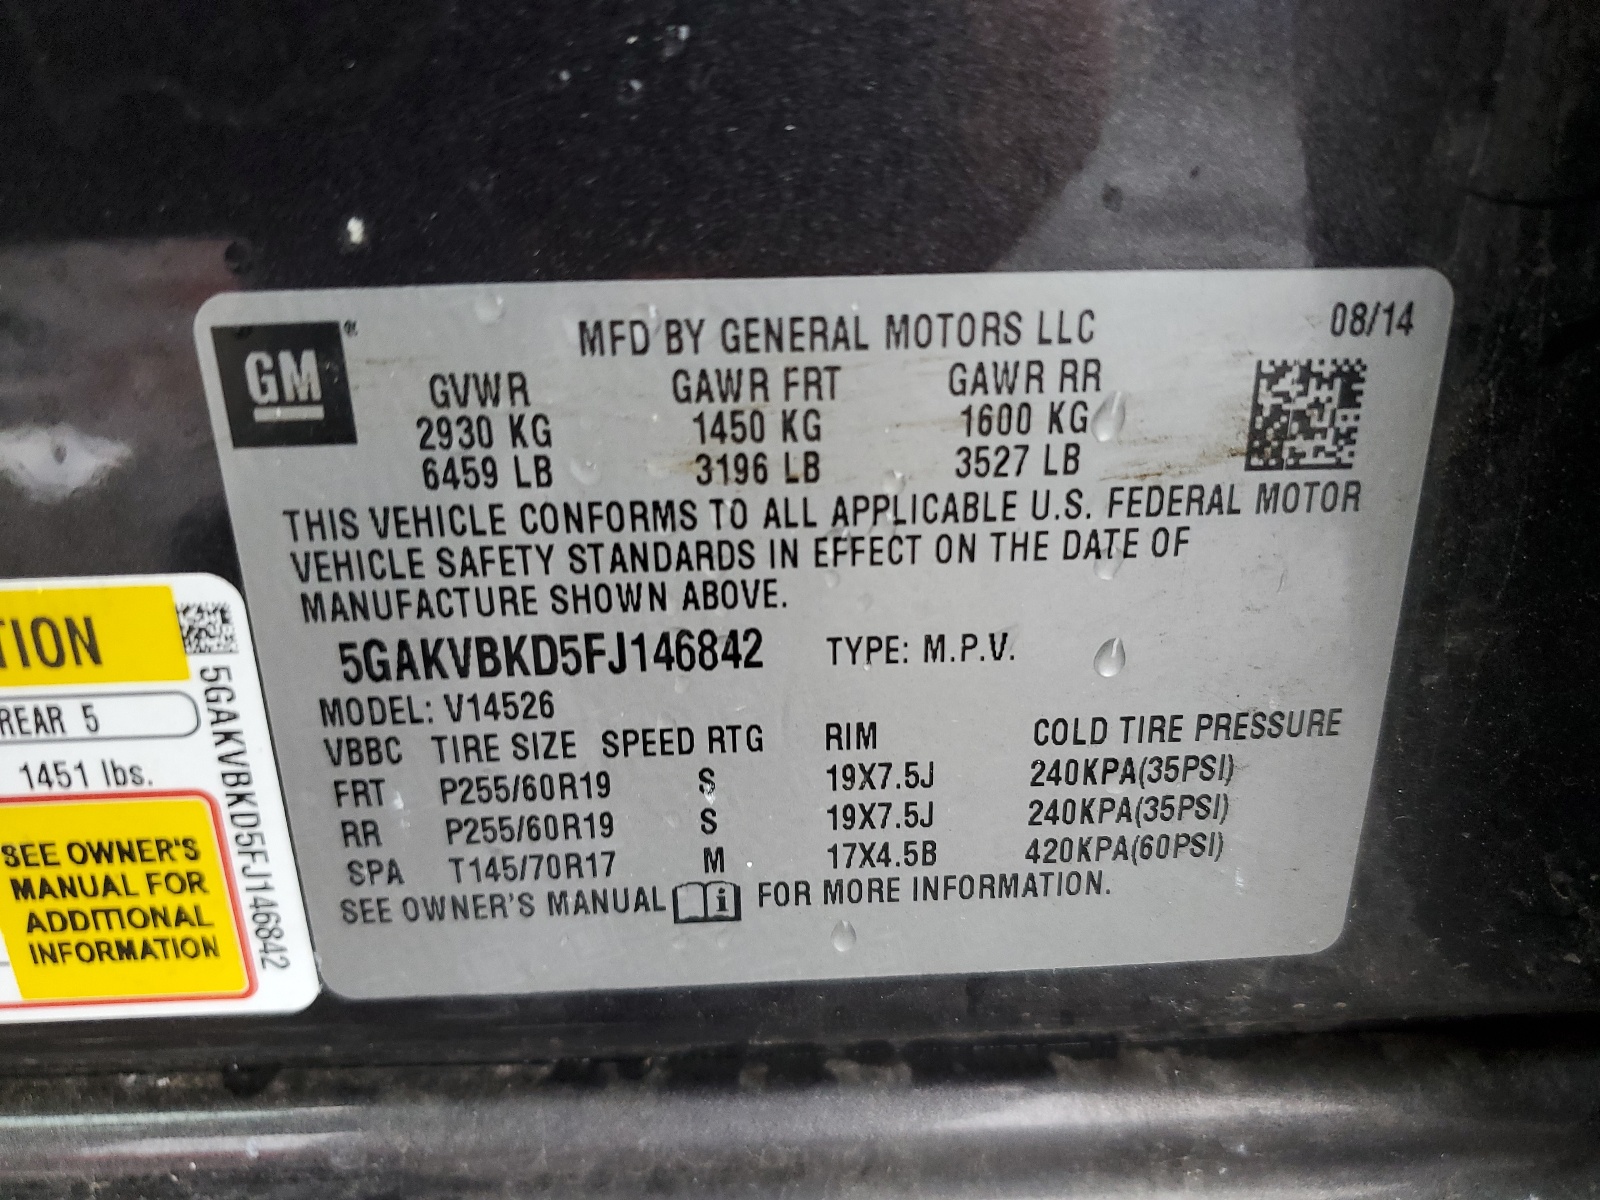 GM
MFD BY GENERAL MOTORS LLC 08/14
GVWR GAWR FRT GAWR RR
2930 KG 1450 KG 1600 KG
6459 LB 3196 LB 3527 LB
THIS VEHICLE CONFORMS TO ALL APPLICABLE U.S. FEDERAL MOTOR
VEHICLE SAFETY STANDARDS IN EFFECT ON THE DATE OF
MANUFACTURE SHOWN ABOVE.
5GAKVBKD5FJ146842 TYPE: M.P.V.
MODEL: V14526
VBBC TIRE SIZE SPEED RTG RIM COLD TIRE PRESSURE
FRT P255/60R19 S 19X7.5J 240KPA(35PSI)
RR P255/60R19 S 19X7.5J 240KPA(35PSI)
SPA T145/70R17 M 17X4.5B 420KPA(60PSI)
SEE OWNER'S MANUAL i FOR MORE INFORMATION.
TION
REAR 5
1451 lbs.
SEE OWNER'S
MANUAL FOR
ADDITIONAL
INFORMATION
5GAKVBKD5FJ146842